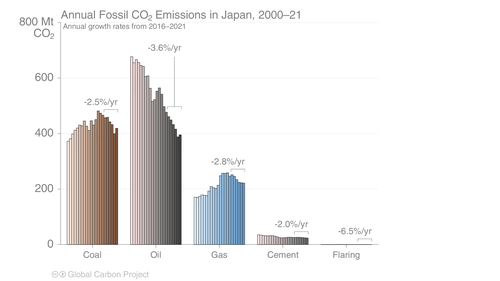 Annual Fossil CO₂ Emissions in Japan, 2000–21
Annual growth rates from 2016–2021
800 Mt
CO₂
600
400
200
0
-2.5%/yr
-3.6%/yr
-2.8%/yr
-2.0%/yr
-6.5%/yr
Coal
Oil
Gas
Cement
Flaring
Global Carbon Project